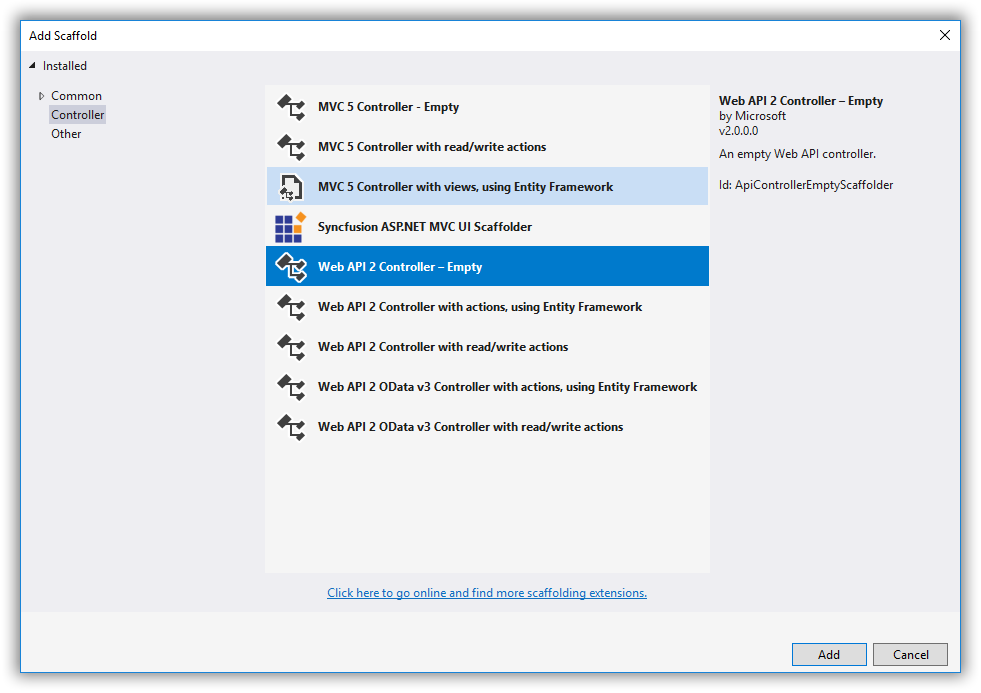 Add Scaffold
Installed
Common
Controller
Other
MVC 5 Controller - Empty
MVC 5 Controller with read/write actions
MVC 5 Controller with views, using Entity Framework
Syncfusion ASP.NET MVC UI Scaffolder
Web API 2 Controller – Empty
Web API 2 Controller with actions, using Entity Framework
Web API 2 Controller with read/write actions
Web API 2 OData v3 Controller with actions, using Entity Framework
Web API 2 OData v3 Controller with read/write actions
Web API 2 Controller – Empty
by Microsoft
v2.0.0.0
An empty Web API controller.
Id: ApiControllerEmptyScaffolder
Click here to go online and find more scaffolding extensions.
Add
Cancel